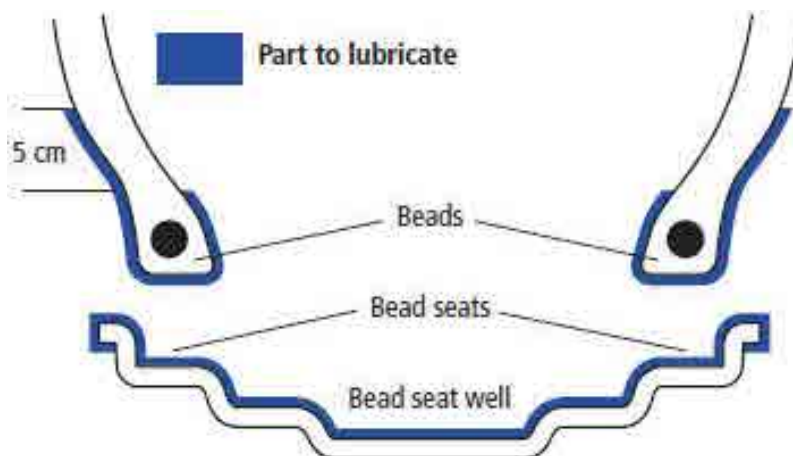 Part to lubricate
5 cm
Beads
Bead seats
Bead seat well